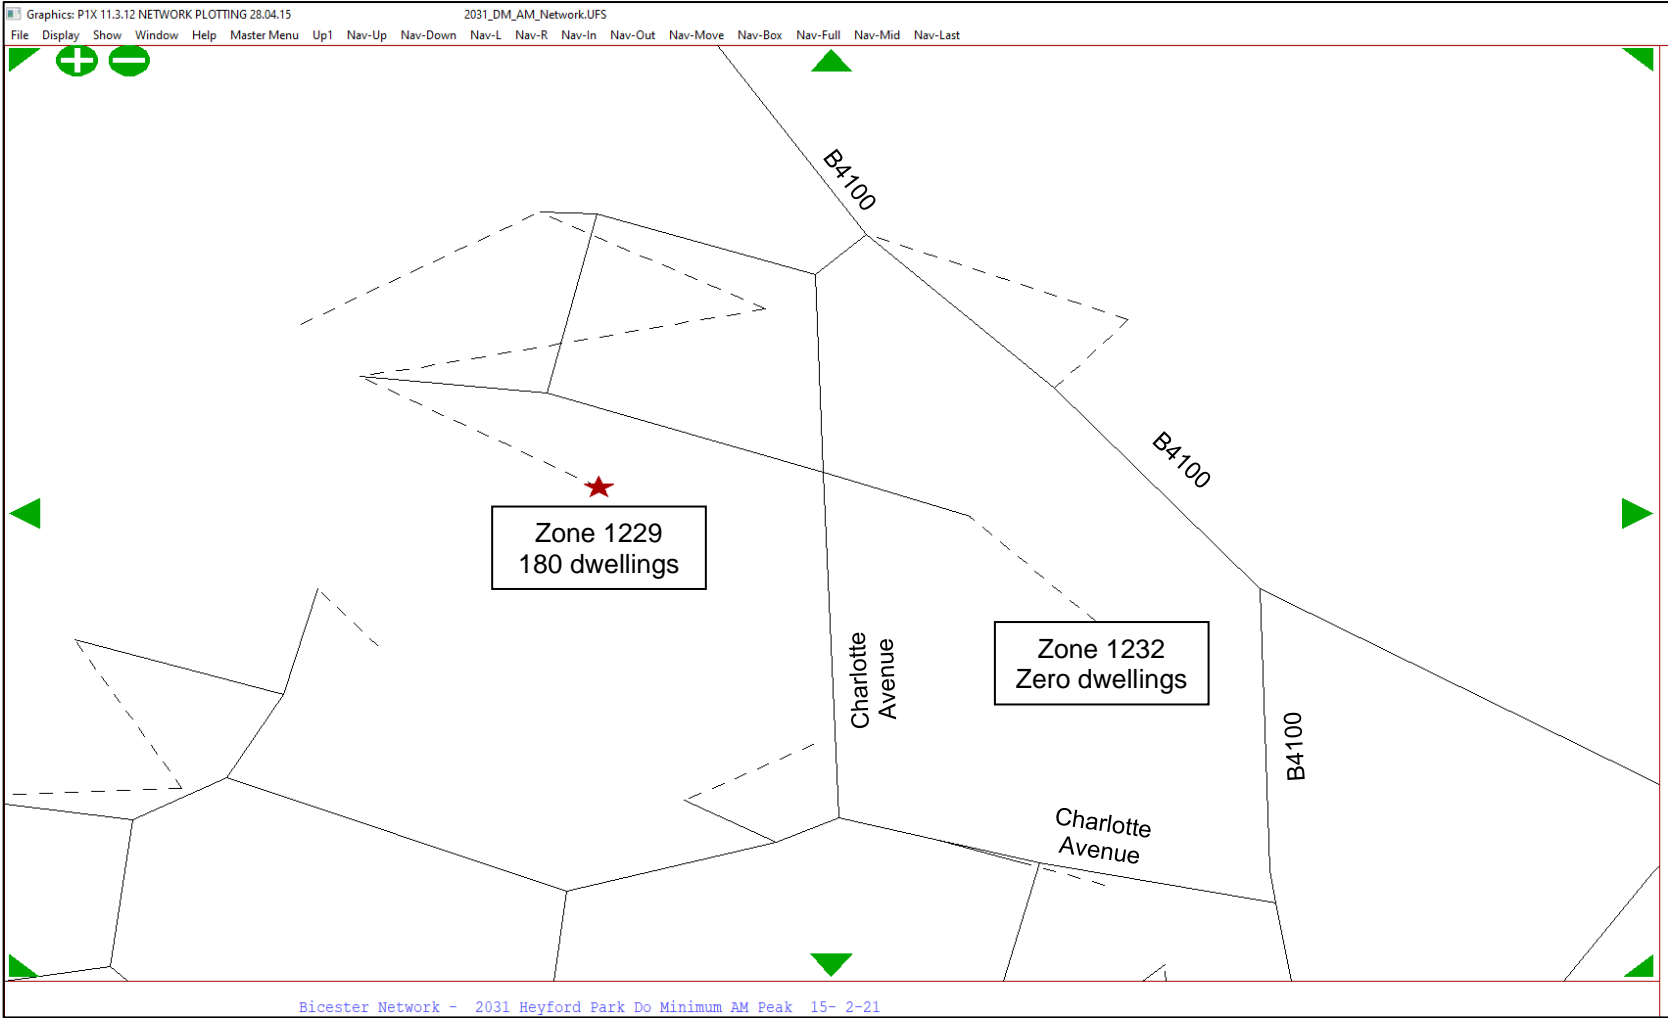 Graphics: P1X 11.3.12 NETWORK PLOTTING 28.04.15 2031_DM_AM_Network.UFS
File Display Show Window Help Master Menu Up1 Nav-Up Nav-Down Nav-L Nav-R Nav-In Nav-Out Nav-Move Nav-Box Nav-Full Nav-Mid Nav-Last
B4100
B4100
Zone 1229
180 dwellings
Charlotte
Avenue
Zone 1232
Zero dwellings
B4100
Charlotte
Avenue
Bicester Network - 2031 Heyford Park Do Minimum AM Peak 15- 2-21